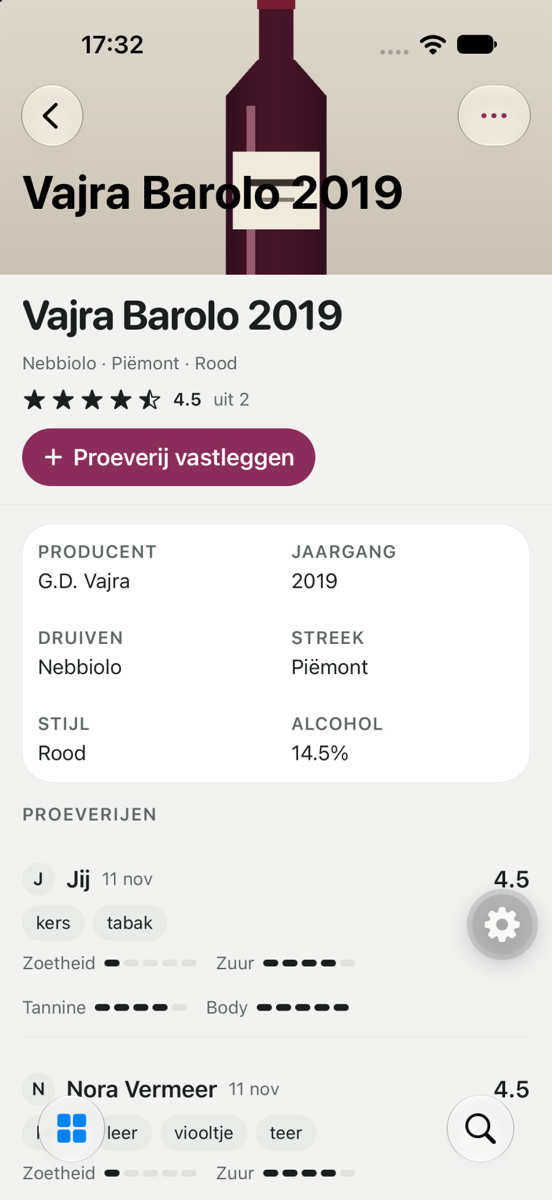 17:32
Vajra Barolo 2019
Vajra Barolo 2019
Nebbiolo · Piëmont · Rood
4.5 uit 2
+ Proeverij vastleggen
PRODUCENT JAARGANG
G.D. Vajra 2019
DRUIVEN STREEK
Nebbiolo Piëmont
STIJL ALCOHOL
Rood 14.5%
PROEVERIJEN
J Jij 11 nov 4.5
kers tabak
Zoetheid Zuur
Tannine Body
N Nora Vermeer 11 nov 4.5
leer viooltje teer
Zoetheid Zuur